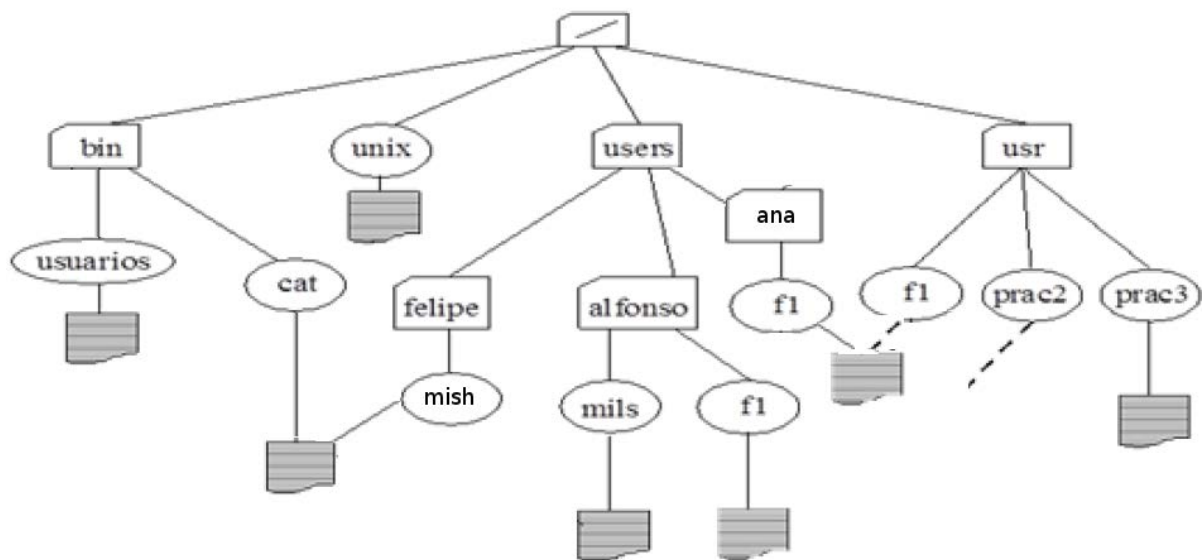 /
bin
unix
users
usr
ana
usuarios
cat
felipe
alfonso
f1
f1
prac2
prac3
mish
mils
f1